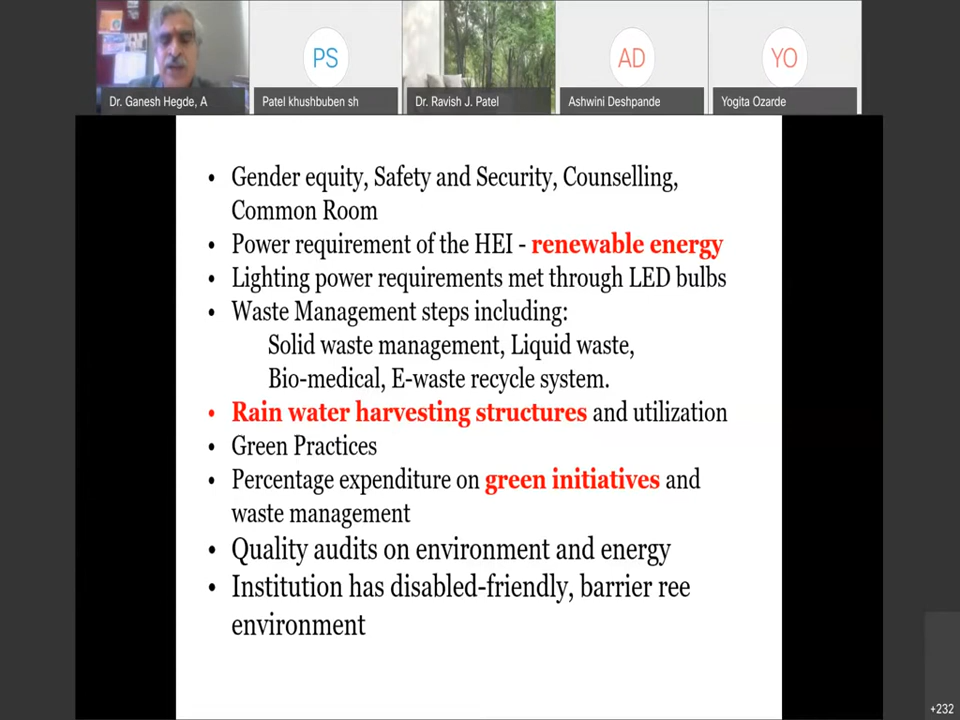 PS
AD
YO
Dr. Ganesh Hegde, A
Patel khushbuben sh
Dr. Ravish J. Patel
Ashwini Deshpande
Yogita Ozarde
• Gender equity, Safety and Security, Counselling,
Common Room
• Power requirement of the HEI - renewable energy
• Lighting power requirements met through LED bulbs
• Waste Management steps including:
Solid waste management, Liquid waste,
Bio-medical, E-waste recycle system.
• Rain water harvesting structures and utilization
• Green Practices
• Percentage expenditure on green initiatives and
waste management
• Quality audits on environment and energy
• Institution has disabled-friendly, barrier ree
environment
+232